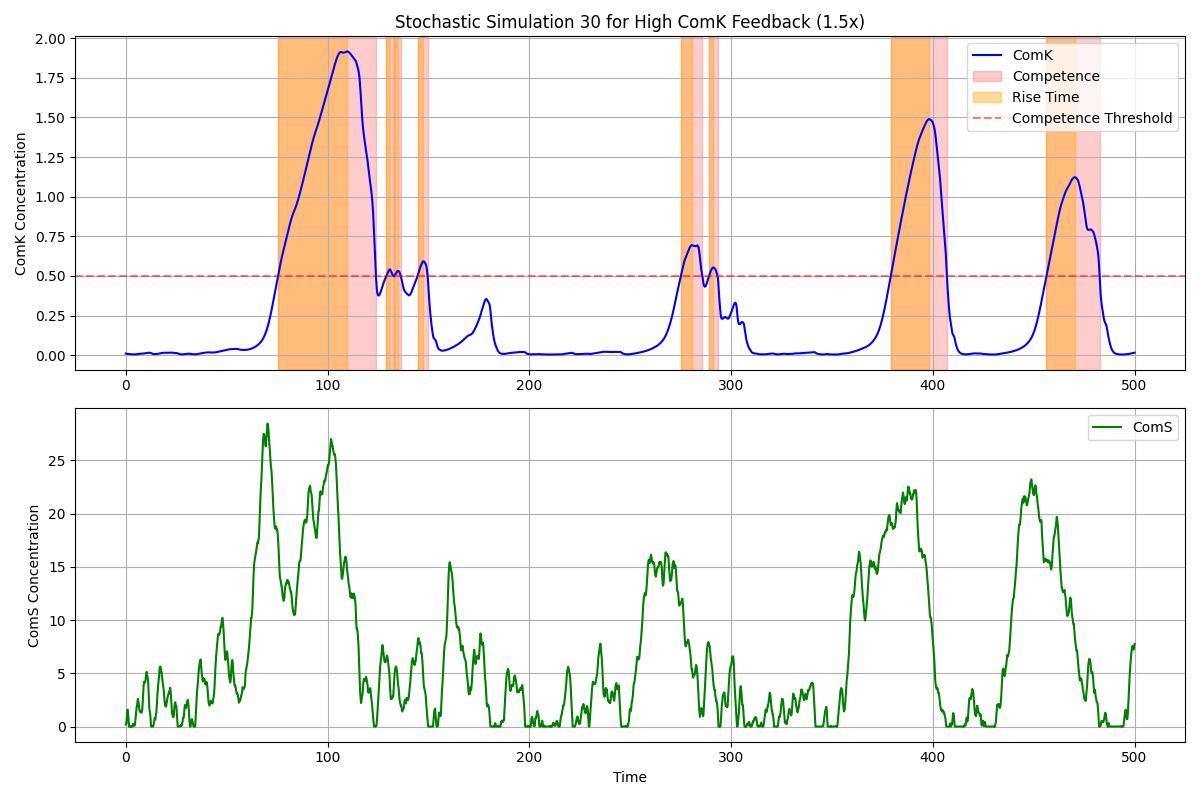 Stochastic Simulation 30 for High ComK Feedback (1.5x)
ComK Concentration
2.00
1.75
1.50
1.25
1.00
0.75
0.50
0.25
0.00
ComK
Competence
Rise Time
Competence Threshold
0 100 200 300 400 500
ComS Concentration
25
20
15
10
5
0
ComS
0 100 200 300 400 500
Time